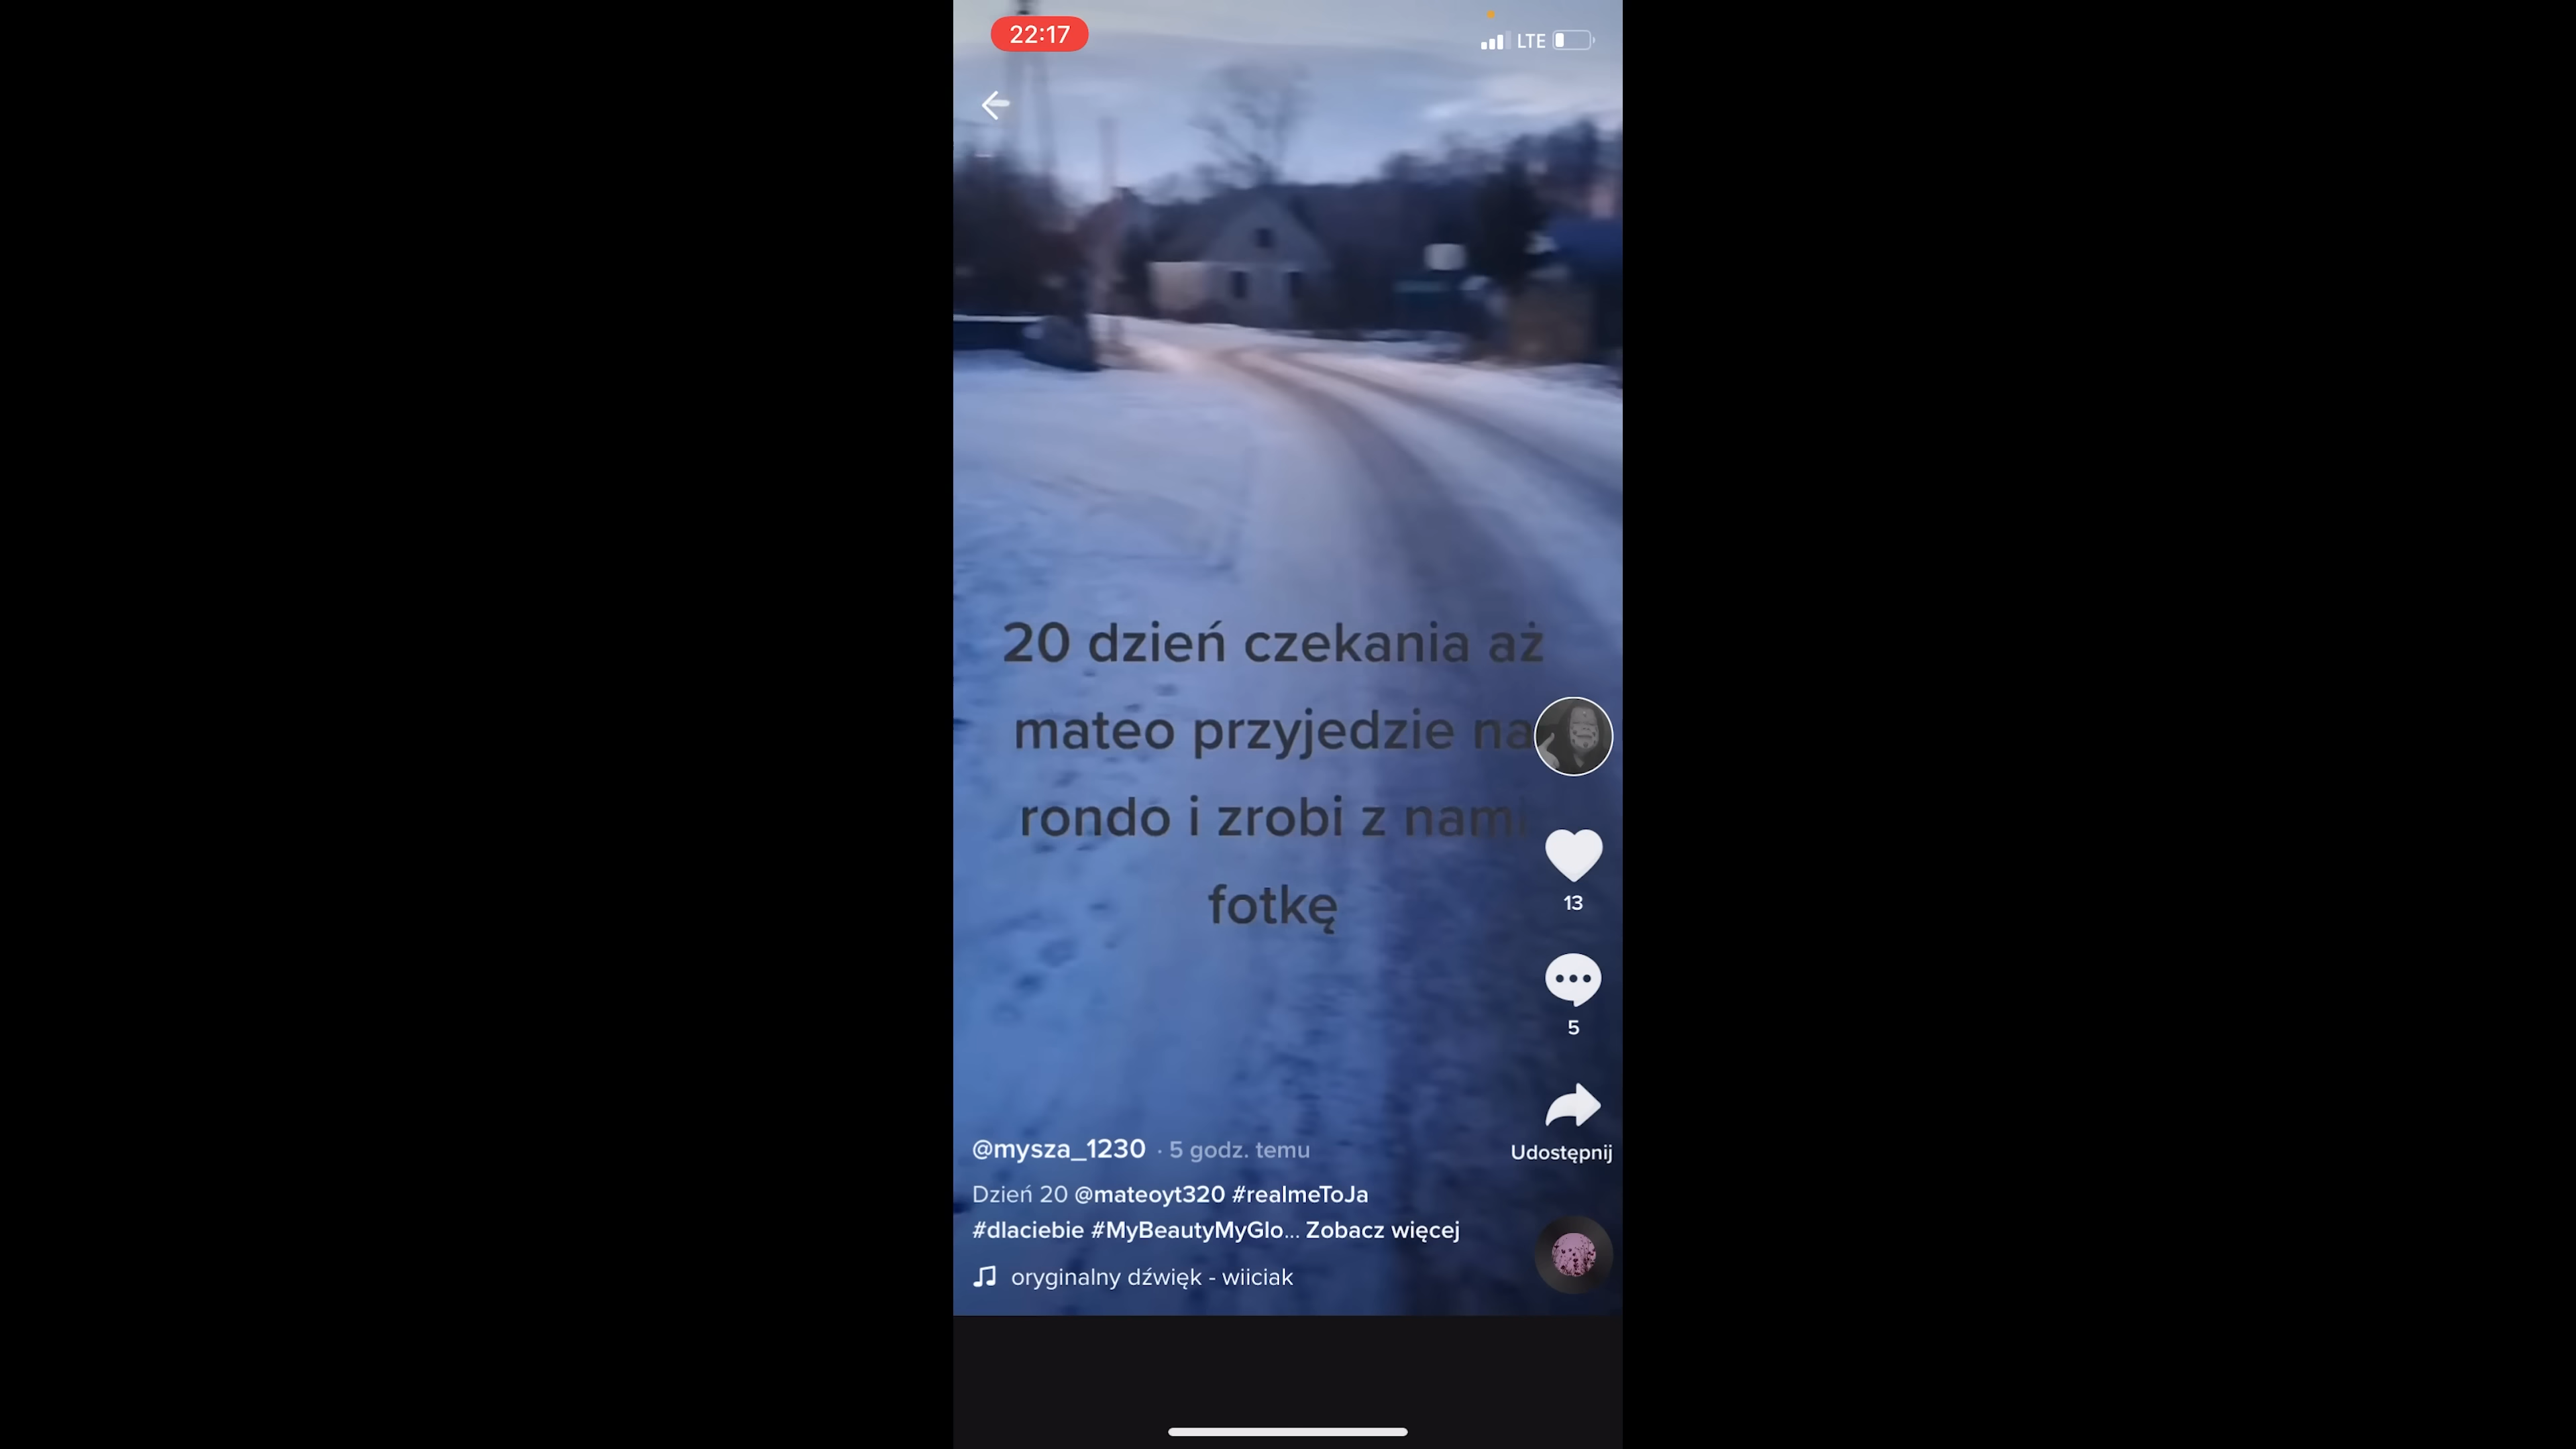 22:17
LTE
20 dzień czekania aż
mateo przyjedzie na
rondo i zrobi z nami
fotkę
13
5
Udostępnij
@mysza_1230 · 5 godz. temu
Dzień 20 @mateoyt320 #realmeToJa
#dlaciebie #MyBeautyMyGlo... Zobacz więcej
oryginalny dźwięk - wiiciak